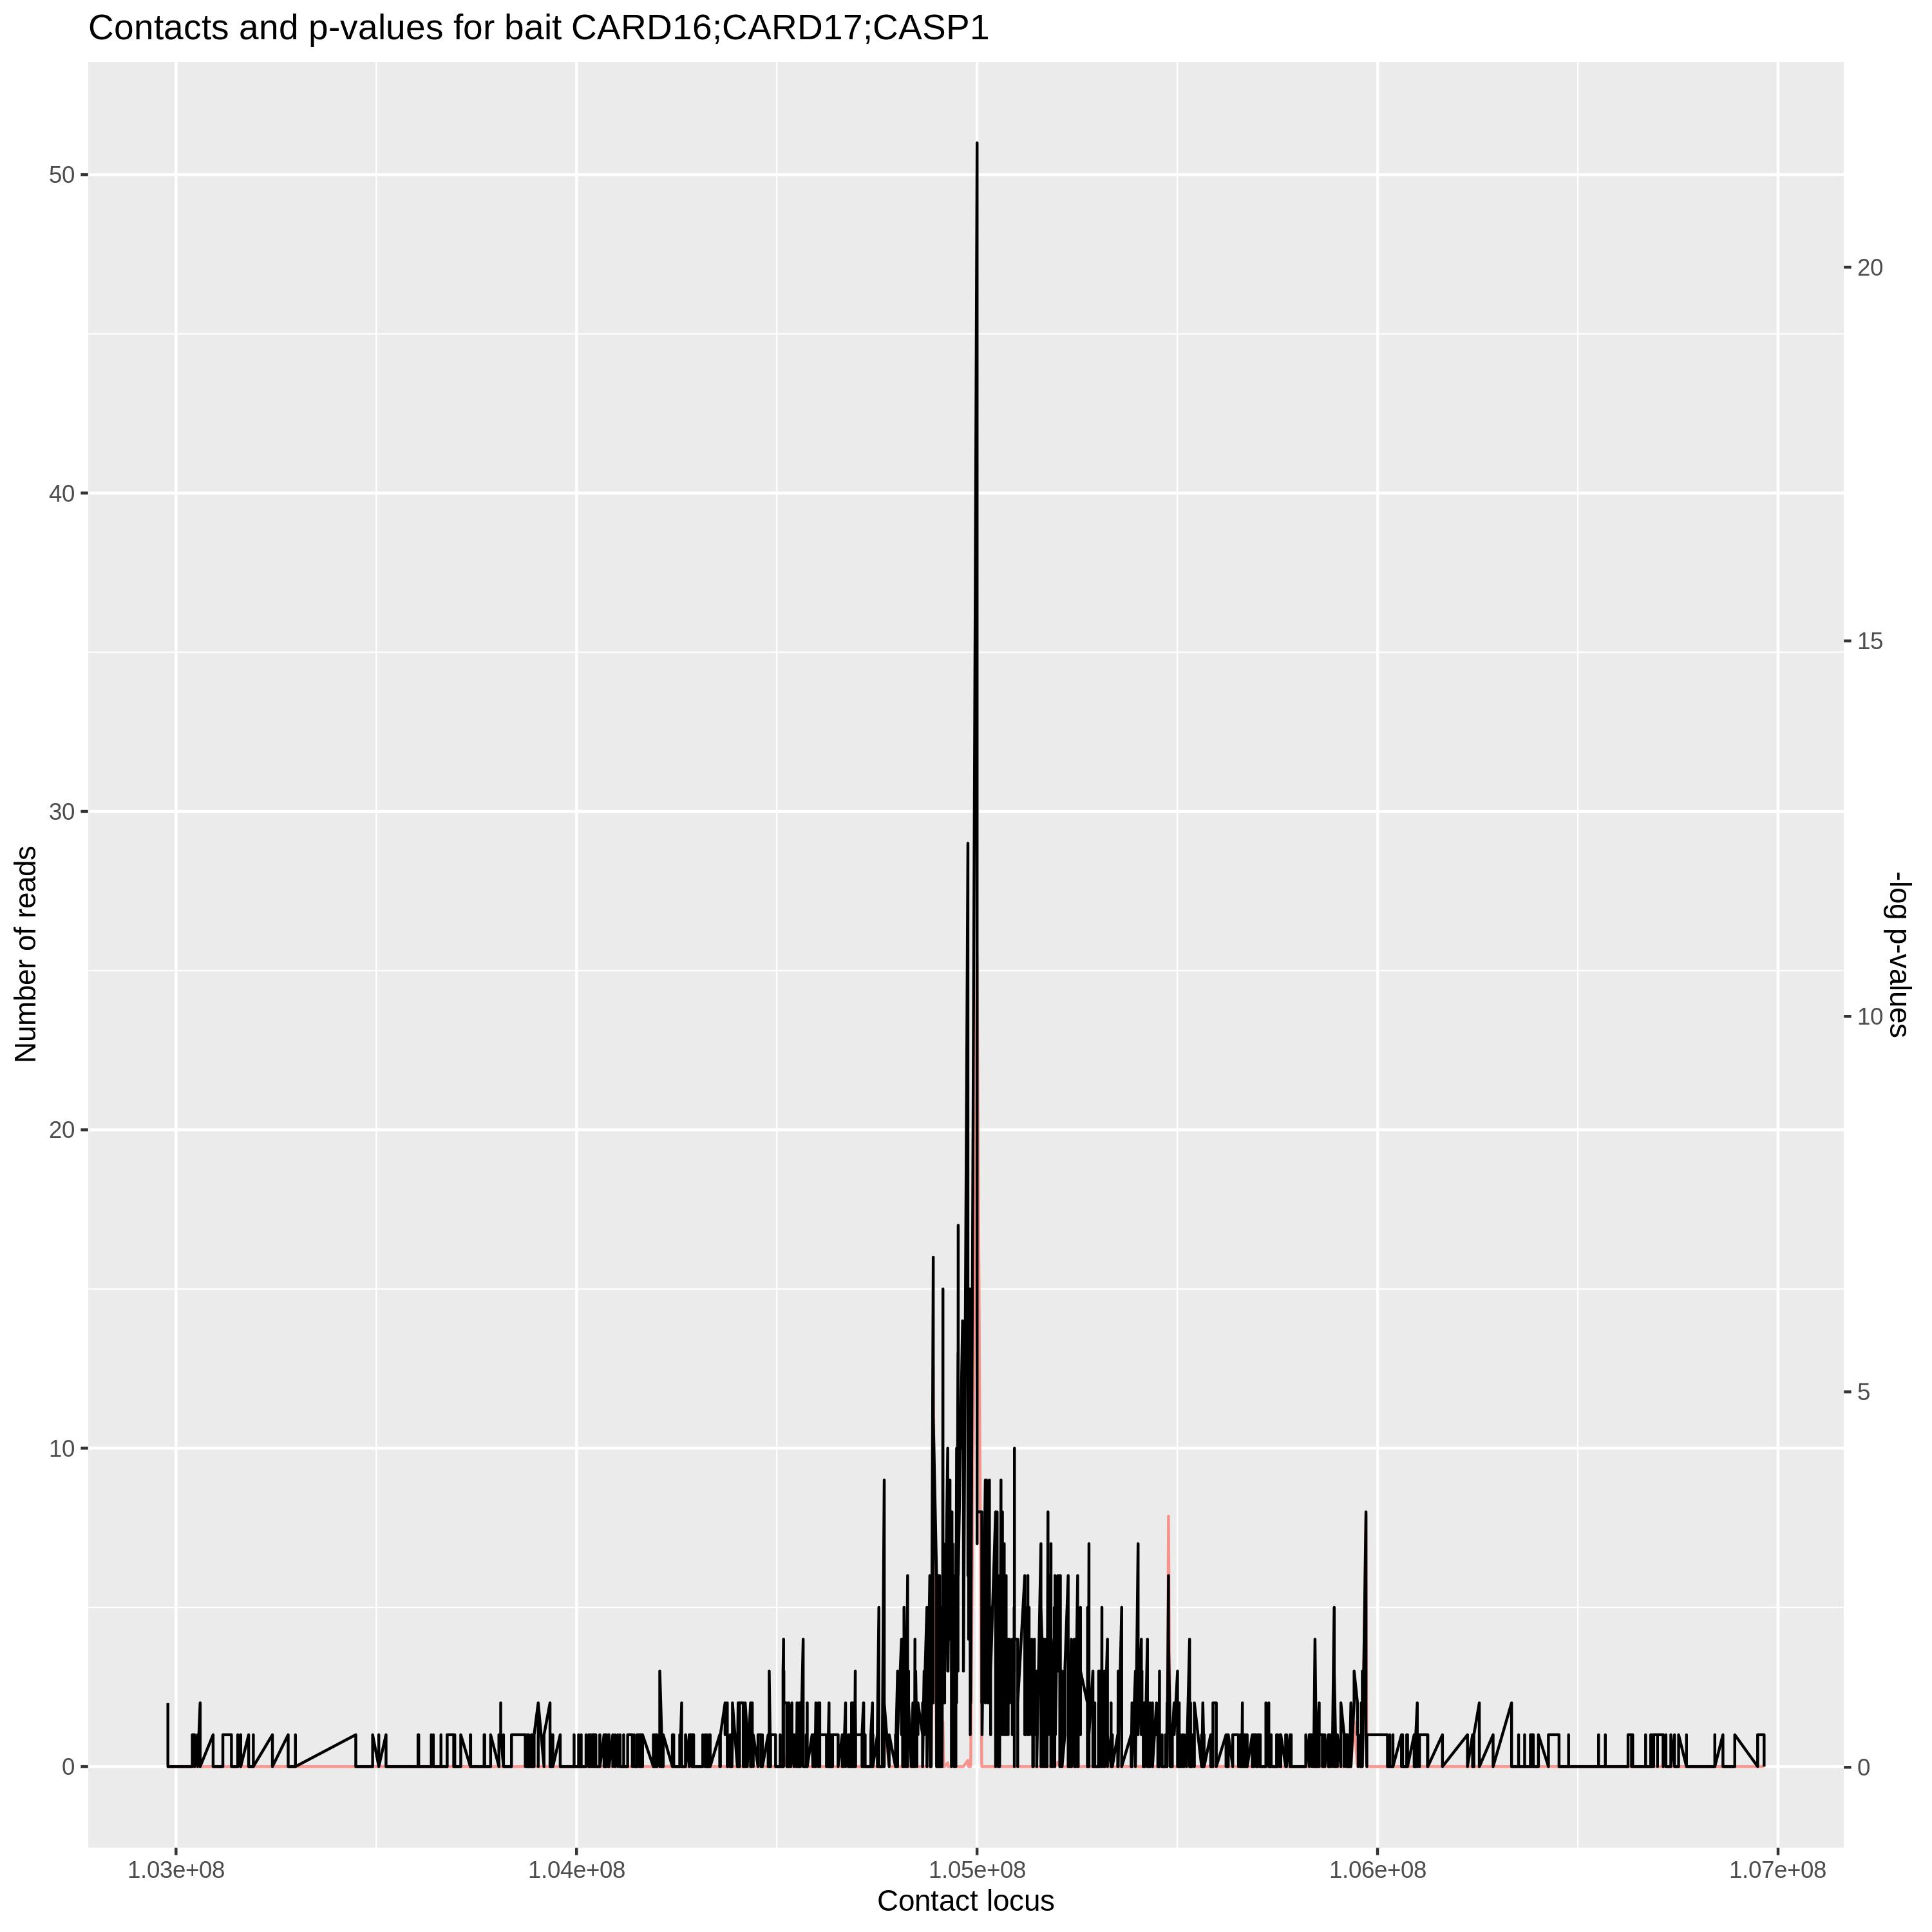 Contacts and p-values for bait CARD16;CARD17;CASP1
50
40
30
20
10
0
Number of reads
20
15
10
5
0
-log p-values
1.03e+08
1.04e+08
1.05e+08
1.06e+08
1.07e+08
Contact locus